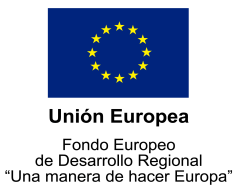 Unión Europea
Fondo Europeo
de Desarrollo Regional
“Una manera de hacer Europa”